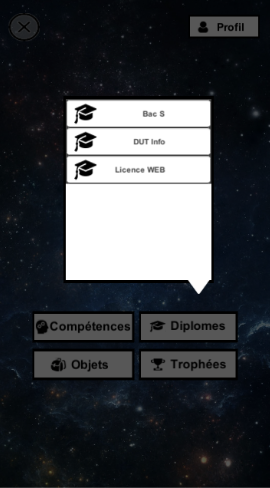 Profil
Bac S
DUT Info
Licence WEB
Compétences
Diplomes
Objets
Trophées